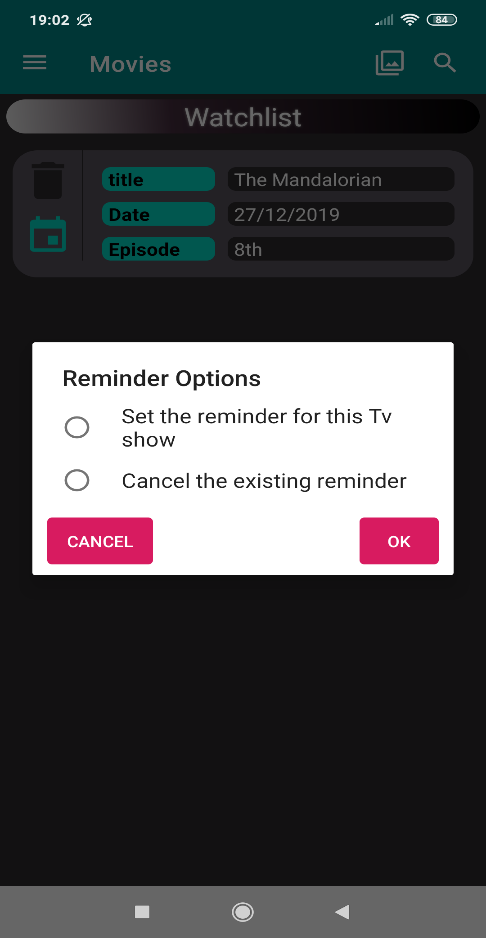 19:02
84
Movies
Watchlist
title
The Mandalorian
Date
27/12/2019
Episode
8th
Reminder Options
Set the reminder for this Tv
show
Cancel the existing reminder
CANCEL
OK